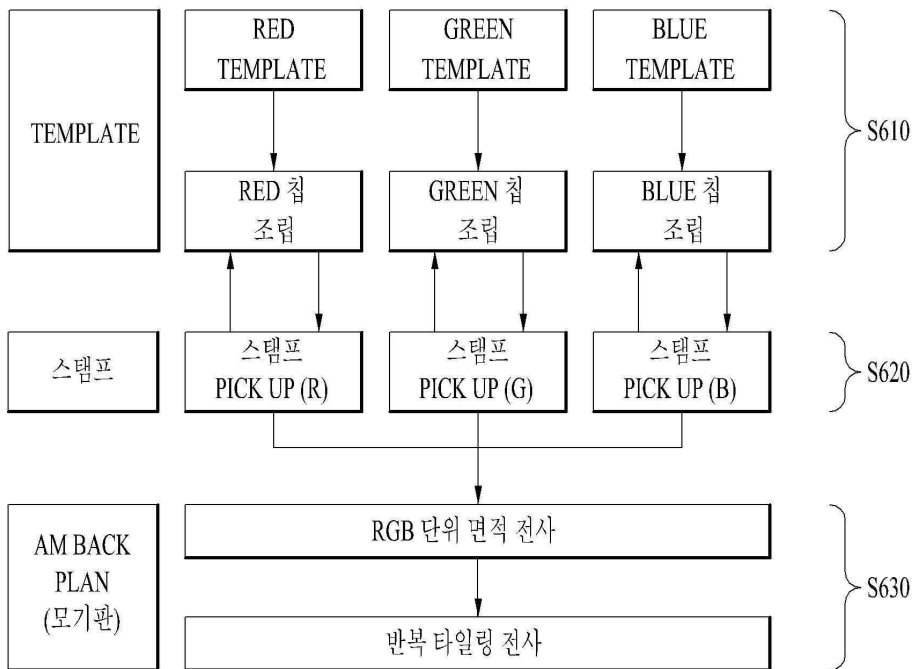 TEMPLATE
RED
TEMPLATE
GREEN
TEMPLATE
BLUE
TEMPLATE
RED 칩
조립
GREEN 칩
조립
BLUE 칩
조립
S610
스탬프
스탬프
PICK UP (R)
스탬프
PICK UP (G)
스탬프
PICK UP (B)
S620
AM BACK
PLAN
(모기판)
RGB 단위 면적 전사
반복 타일링 전사
S630